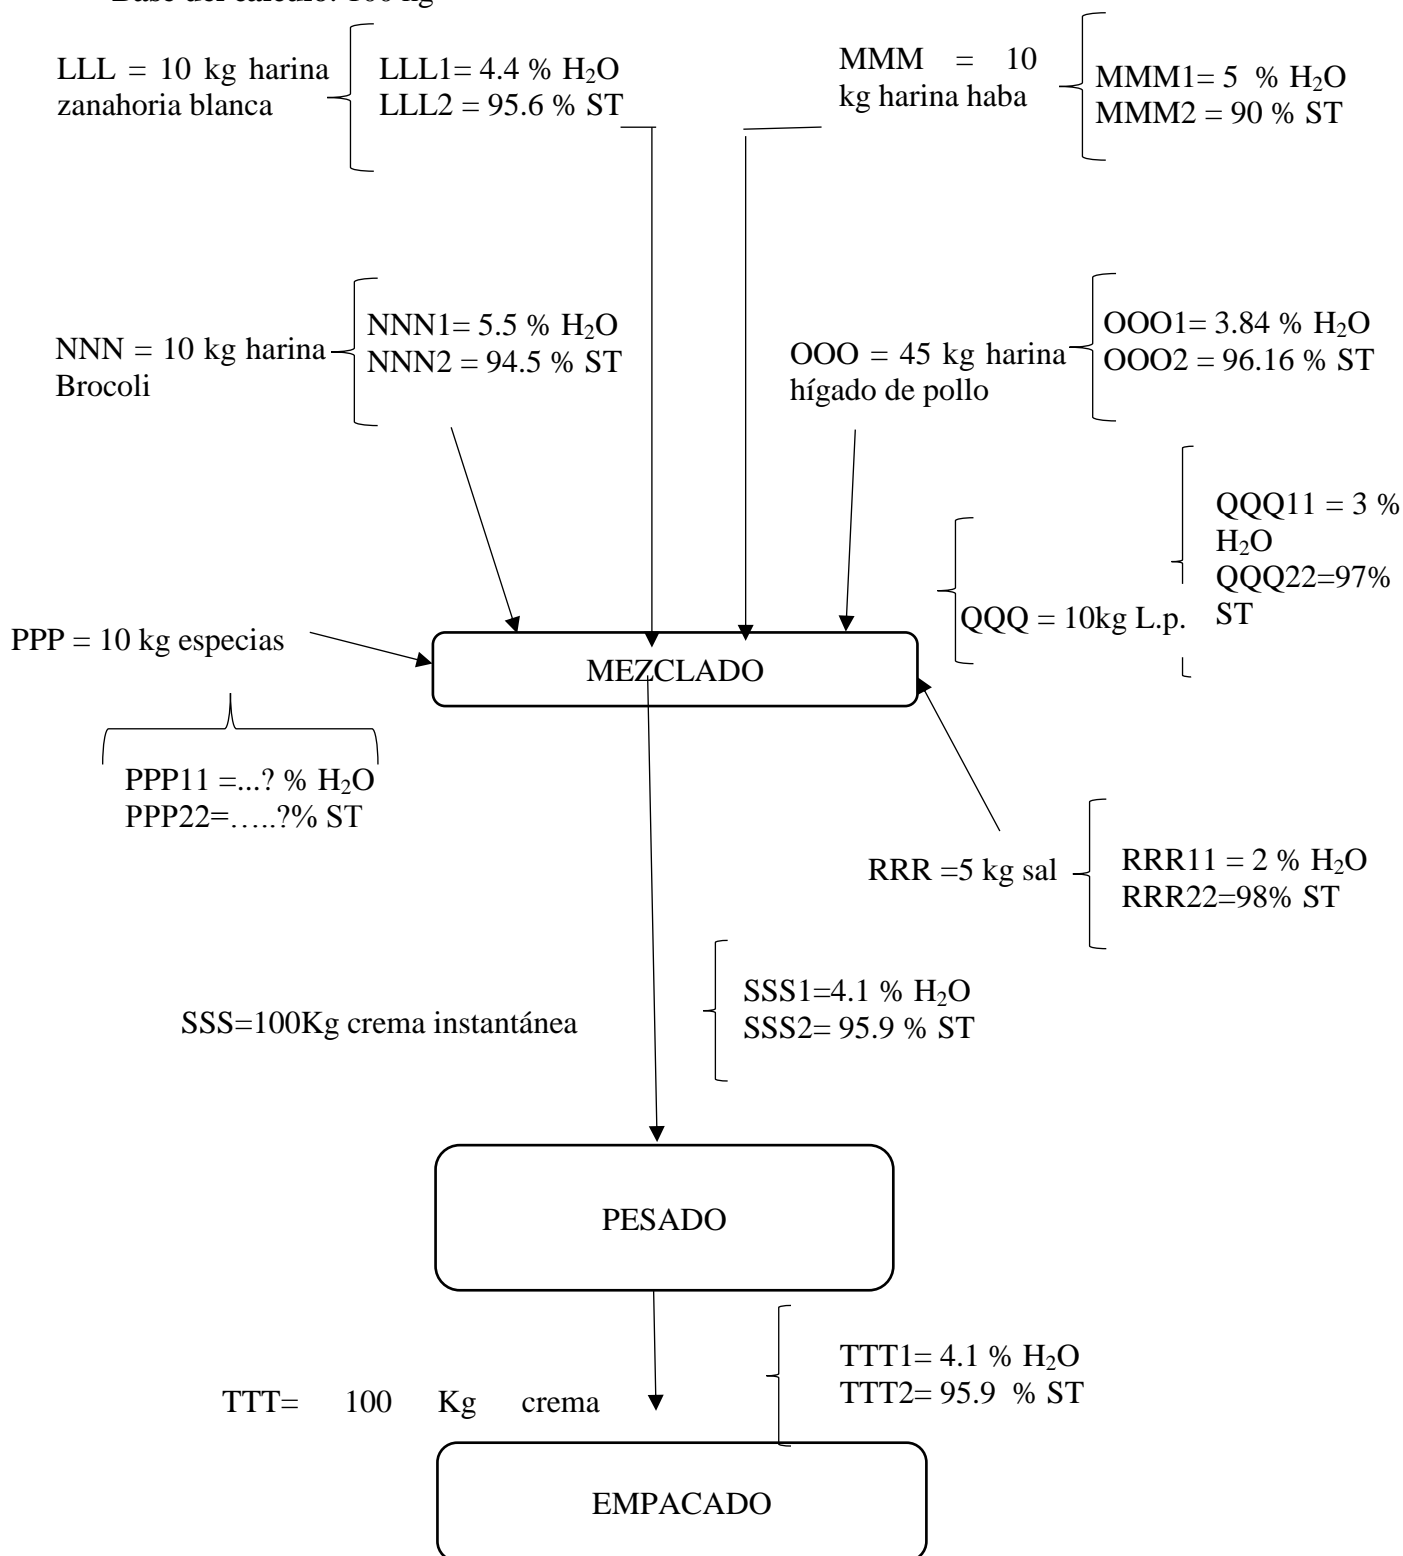 LLL = 10 kg harina
zanahoria blanca
LLL1= 4.4 % H₂O
LLL2 = 95.6 % ST
MMM = 10
kg harina haba
MMM1= 5 % H₂O
MMM2 = 90 % ST
NNN = 10 kg harina
Brocoli
NNN1= 5.5 % H₂O
NNN2 = 94.5 % ST
OOO = 45 kg harina
hígado de pollo
OOO1= 3.84 % H₂O
OOO2 = 96.16 % ST
QQQ = 10kg L.p.
QQQ11 = 3 %
H₂O
QQQ22=97%
ST
PPP = 10 kg especias
MEZCLADO
PPP11 =...? % H₂O
PPP22=…..?% ST
RRR =5 kg sal
RRR11 = 2 % H₂O
RRR22=98% ST
SSS=100Kg crema instantánea
SSS1=4.1 % H₂O
SSS2= 95.9 % ST
PESADO
TTT= 100 Kg crema
TTT1= 4.1 % H₂O
TTT2= 95.9 % ST
EMPACADO